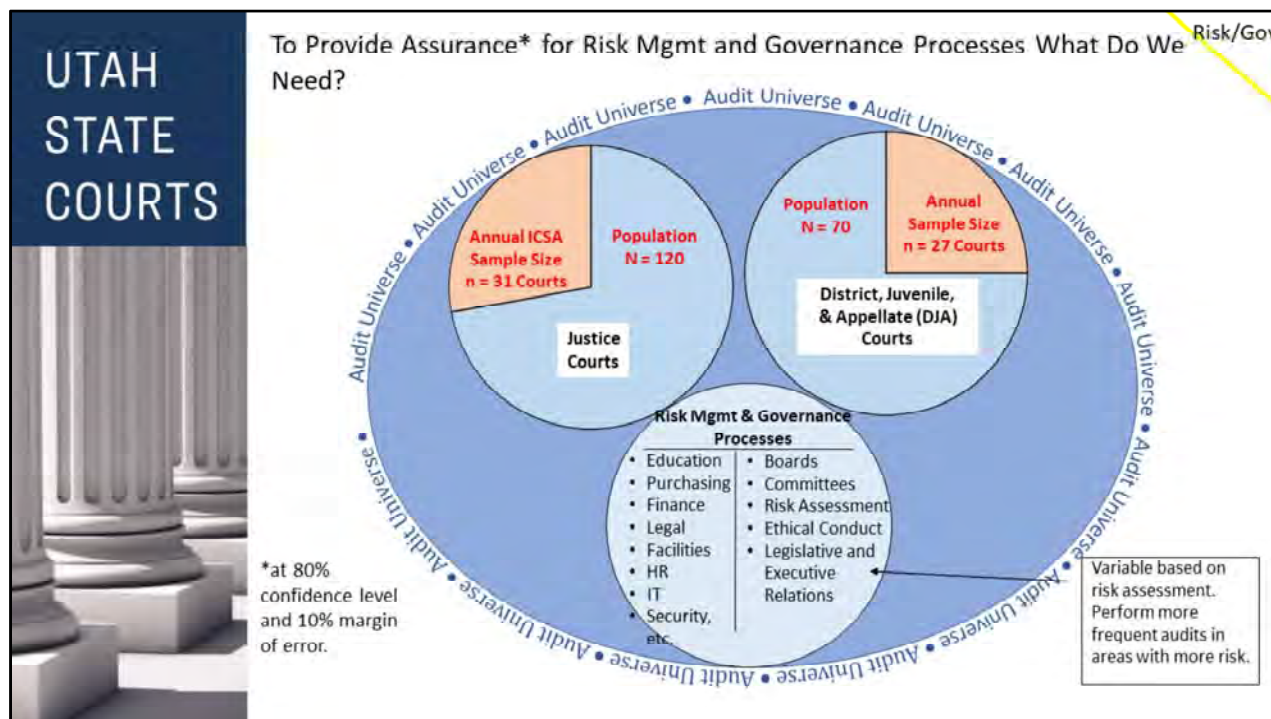 UTAH
STATE
COURTS
To Provide Assurance* for Risk Mgmt and Governance Processes What Do We
Need?
Risk/Gov
Audit Universe • Audit Universe • Audit Universe • Audit Universe • Audit Universe • Audit Universe • Audit Universe • Audit Universe • Audit Universe • Audit Universe • Audit Universe • Audit Universe • Audit Universe • Audit Universe •
Annual ICSA
Sample Size
n = 31 Courts
Population
N = 120
Justice
Courts
Population
N = 70
Annual
Sample Size
n = 27 Courts
District, Juvenile,
& Appellate (DJA)
Courts
Risk Mgmt & Governance
Processes
• Education
• Purchasing
• Finance
• Legal
• Facilities
• HR
• IT
• Security,
etc.
• Boards
• Committees
• Risk Assessment
• Ethical Conduct
• Legislative and
Executive
Relations
*at 80%
confidence level
and 10% margin
of error.
Variable based on
risk assessment.
Perform more
frequent audits in
areas with more risk.